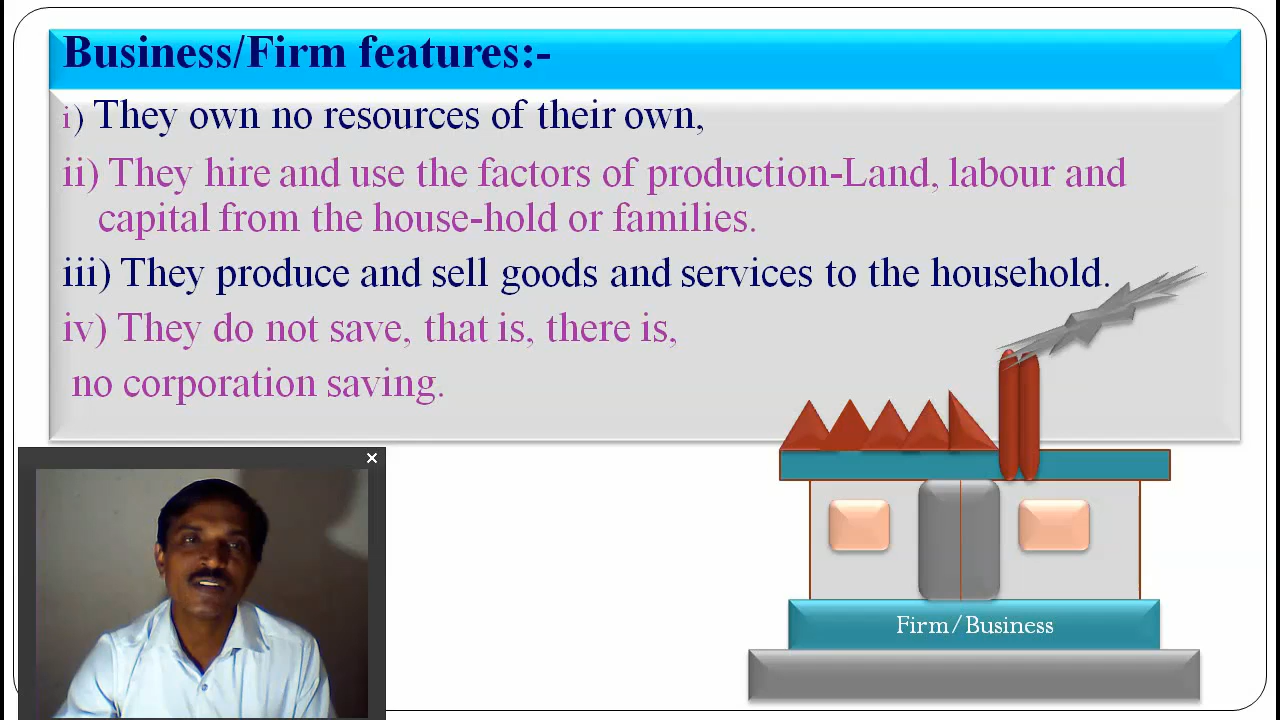 Business/Firm features:-
i) They own no resources of their own,
ii) They hire and use the factors of production-Land, labour and
capital from the house-hold or families.
iii) They produce and sell goods and services to the household.
iv) They do not save, that is, there is,
no corporation saving.
Firm/Business